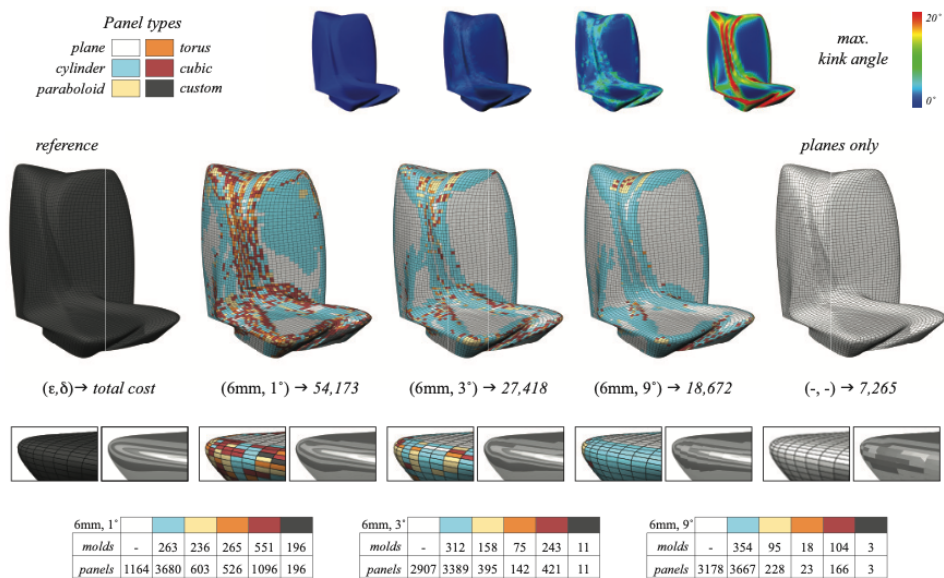 Panel types
plane
torus
cylinder
cubic
paraboloid
custom
max.
kink angle
20°
0°
reference
planes only
(ε,δ)→ total cost
(6mm, 1°) → 54,173
(6mm, 3°) → 27,418
(6mm, 9°) → 18,672
(-, -) → 7,265
6mm, 1°
molds - 263 236 265 551 196
panels 1164 3680 603 526 1096 196
6mm, 3°
molds - 312 158 75 243 11
panels 2907 3389 395 142 421 11
6mm, 9°
molds - 354 95 18 104 3
panels 3178 3667 228 23 166 3